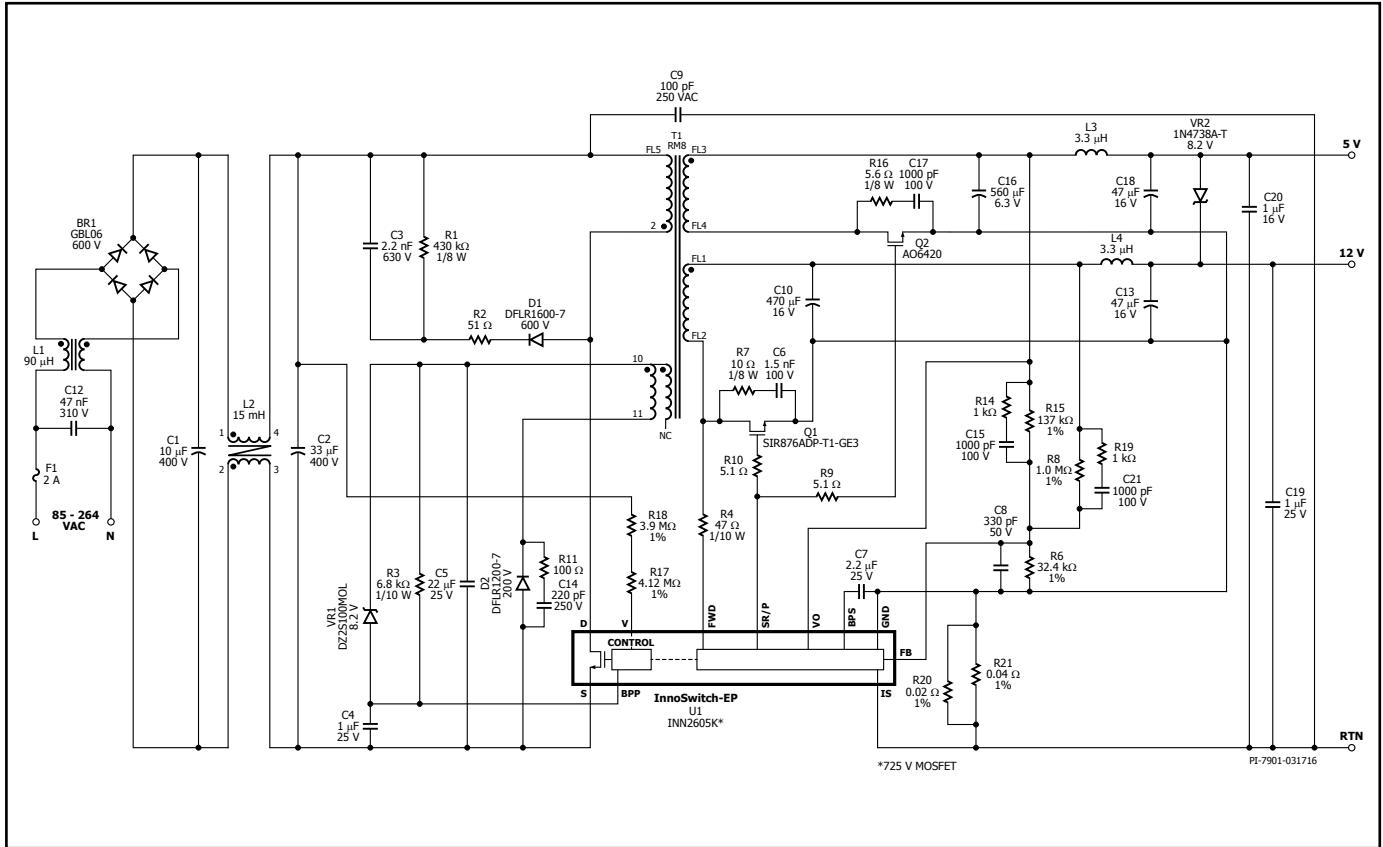 C9
100 pF
250 VAC
T1
RM8
FL5
FL3
2
FL4
FL1
FL2
10
11
NC
L3
3.3 µH
VR2
1N4738A-T
8.2 V
5 V
R16
5.6 Ω
1/8 W
C17
1000 pF
100 V
C16
560 µF
6.3 V
C18
47 µF
16 V
C20
1 µF
16 V
Q2
AO6420
BR1
GBL06
600 V
C3
2.2 nF
630 V
R1
430 kΩ
1/8 W
L4
3.3 µH
12 V
C10
470 µF
16 V
C13
47 µF
16 V
R2
51 Ω
D1
DFLR1600-7
600 V
L1
90 µH
C12
47 nF
310 V
F1
2 A
85 - 264
VAC
L
N
C1
10 µF
400 V
L2
15 mH
1
4
2
3
C2
33 µF
400 V
R7
10 Ω
1/8 W
C6
1.5 nF
100 V
Q1
SIR876ADP-T1-GE3
R10
5.1 Ω
R9
5.1 Ω
R14
1 kΩ
C15
1000 pF
100 V
R15
137 kΩ
1%
R8
1.0 MΩ
1%
R19
1 kΩ
C21
1000 pF
100 V
C19
1 µF
25 V
R18
3.9 MΩ
1%
R17
4.12 MΩ
1%
R4
47 Ω
1/10 W
C8
330 pF
50 V
C7
2.2 µF
25 V
R6
32.4 kΩ
1%
VR1
DZ2S100MOL
8.2 V
R3
6.8 kΩ
1/10 W
C5
22 µF
25 V
D2
DFLR1200-7
200 V
R11
100 Ω
C14
220 pF
250 V
D
V
FWD
SR/P
VO
BPS
GND
CONTROL
FB
S
BPP
IS
InnoSwitch-EP
U1
INN2605K*
R20
0.02 Ω
1%
R21
0.04 Ω
1%
C4
1 µF
25 V
RTN
*725 V MOSFET
PI-7901-031716